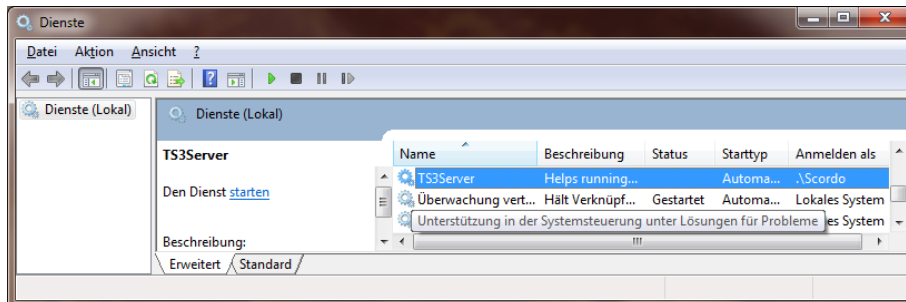 Dienste
Datei Aktion Ansicht ?
Dienste (Lokal)
Dienste (Lokal)
TS3Server
Den Dienst starten
Beschreibung:
Name Beschreibung Status Starttyp Anmelden als
TS3Server Helps running... Automa... .\Scordo
Überwachung vert... Hält Verknüpf... Gestartet Automa... Lokales System
Unterstützung in der Systemsteuerung unter Lösungen für Probleme es System
Erweitert Standard